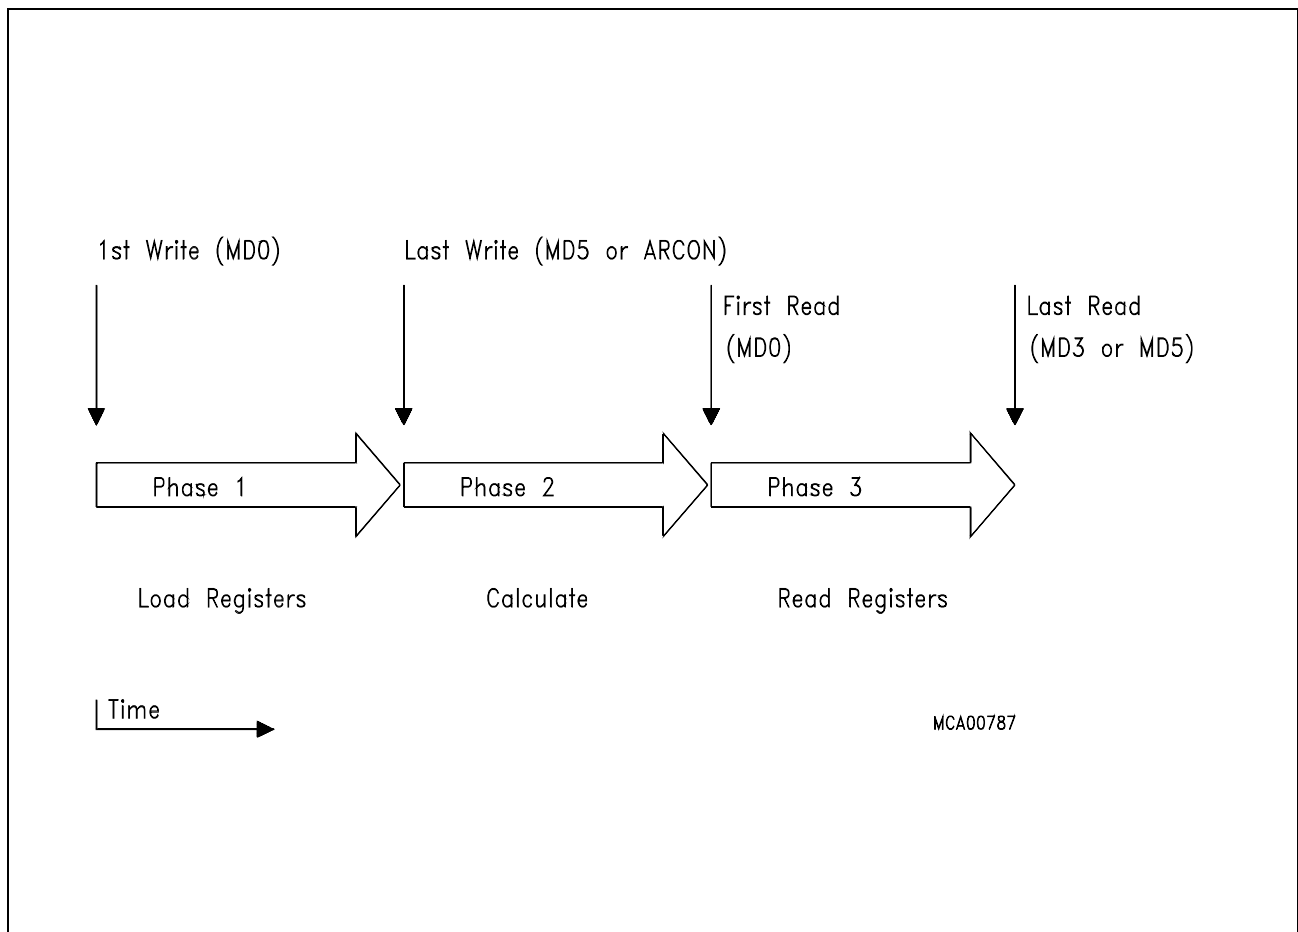 1st Write (MD0)
Last Write (MD5 or ARCON)
First Read
(MD0)
Last Read
(MD3 or MD5)
Phase 1
Phase 2
Phase 3
Load Registers
Calculate
Read Registers
Time
MCA00787